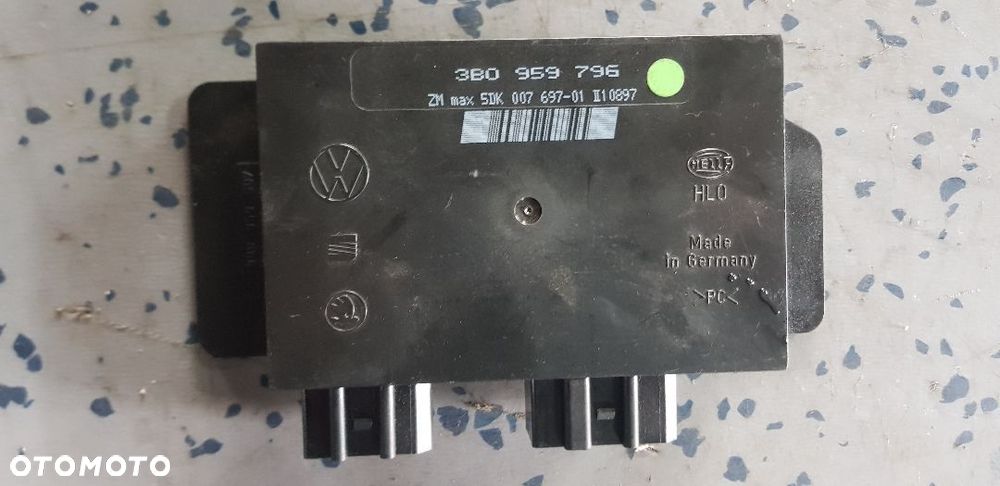 3B0 959 796
ZM max 5DK 007 697-01 II10897
HELLA
HLO
Made
in Germany
>PC<
OTOMOTO